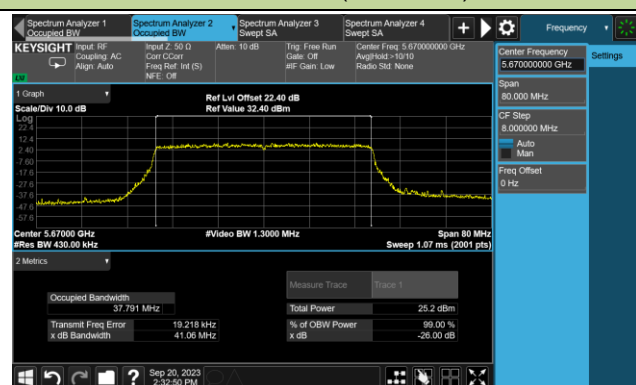 Spectrum Analyzer 1
Occupied BW
Spectrum Analyzer 2
Occupied BW
Spectrum Analyzer 3
Swept SA
Spectrum Analyzer 4
Swept SA
Frequency
KEYSIGHT
Input: RF
Coupling: AC
Align: Auto
Input Z: 50 Ω
Corr CCorr
Freq Ref: Int (S)
NFE: Off
Atten: 10 dB
Trig: Free Run
Gate: Off
#IF Gain: Low
Center Freq: 5.670000000 GHz
Avg|Hold:>10/10
Radio Std: None
Center Frequency
5.670000000 GHz
Settings
Span
80.000 MHz
CF Step
8.000000 MHz
Auto
Man
Freq Offset
0 Hz
1 Graph
Scale/Div 10.0 dB
Ref Lvl Offset 22.40 dB
Ref Value 32.40 dBm
Log
22.4
12.4
2.40
-7.60
-17.6
-27.6
-37.6
-47.6
-57.6
Center 5.67000 GHz
#Video BW 1.3000 MHz
Span 80 MHz
#Res BW 430.00 kHz
Sweep 1.07 ms (2001 pts)
2 Metrics
Measure Trace
Trace 1
Occupied Bandwidth
37.791 MHz
Total Power
25.2 dBm
Transmit Freq Error
19.218 kHz
% of OBW Power
99.00 %
x dB Bandwidth
41.06 MHz
x dB
-26.00 dB
Sep 20, 2023
2:32:50 PM